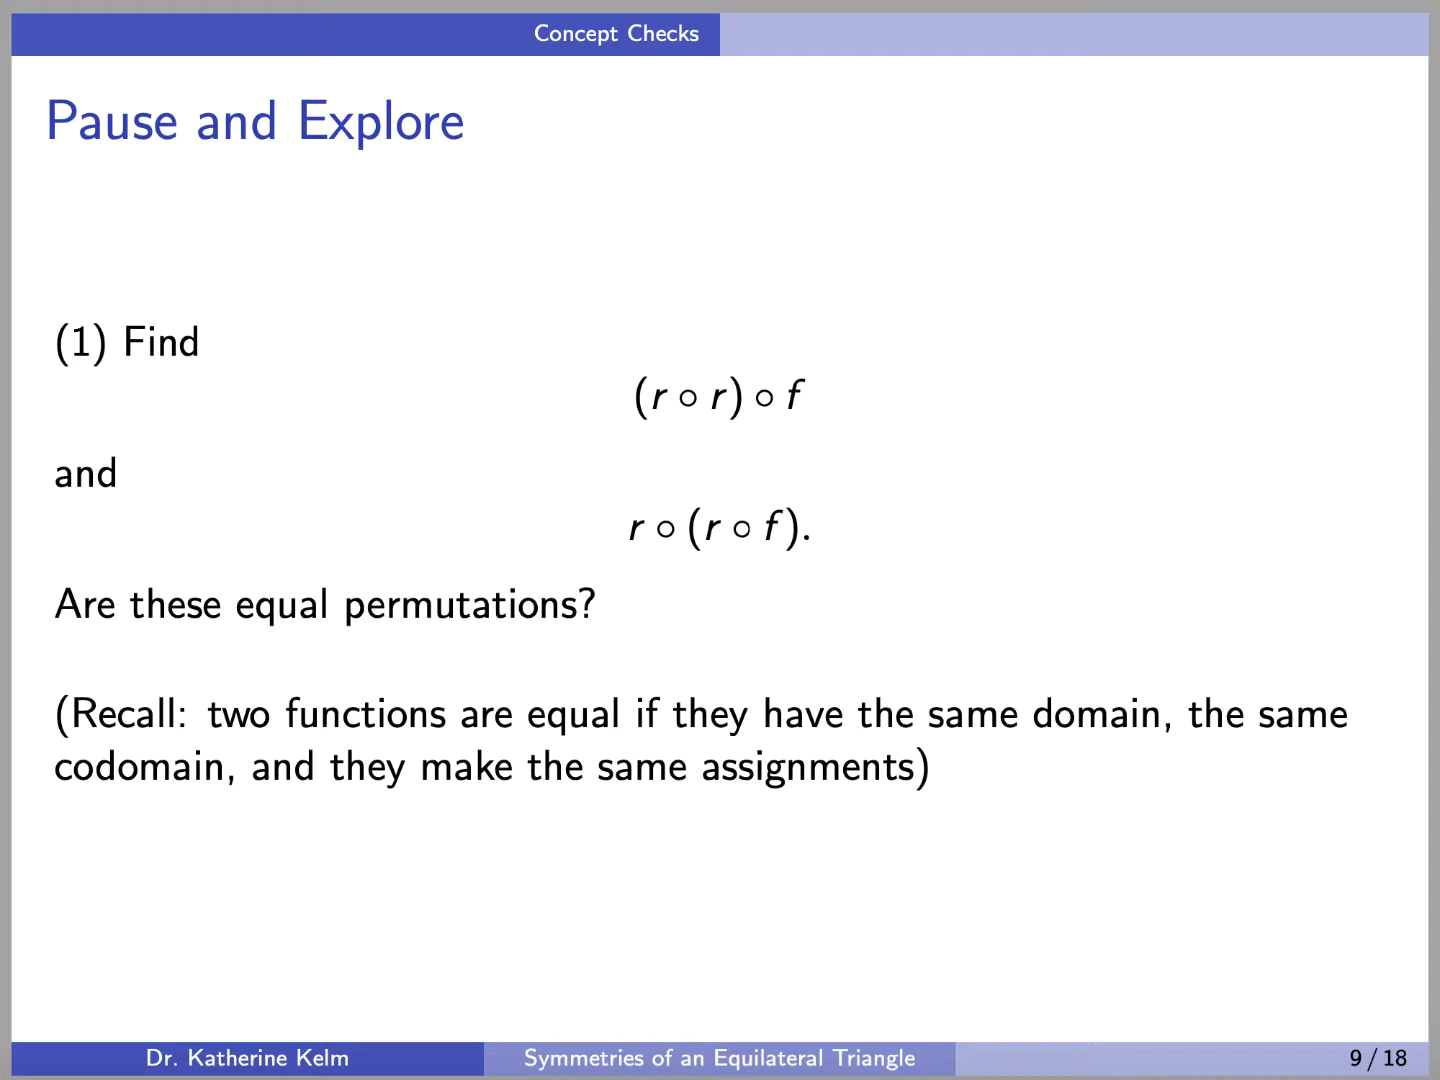 Concept Checks
Pause and Explore
(1) Find
(r ∘ r) ∘ f
and
r ∘ (r ∘ f).
Are these equal permutations?
(Recall: two functions are equal if they have the same domain, the same
codomain, and they make the same assignments)
Dr. Katherine Kelm
Symmetries of an Equilateral Triangle
9 / 18